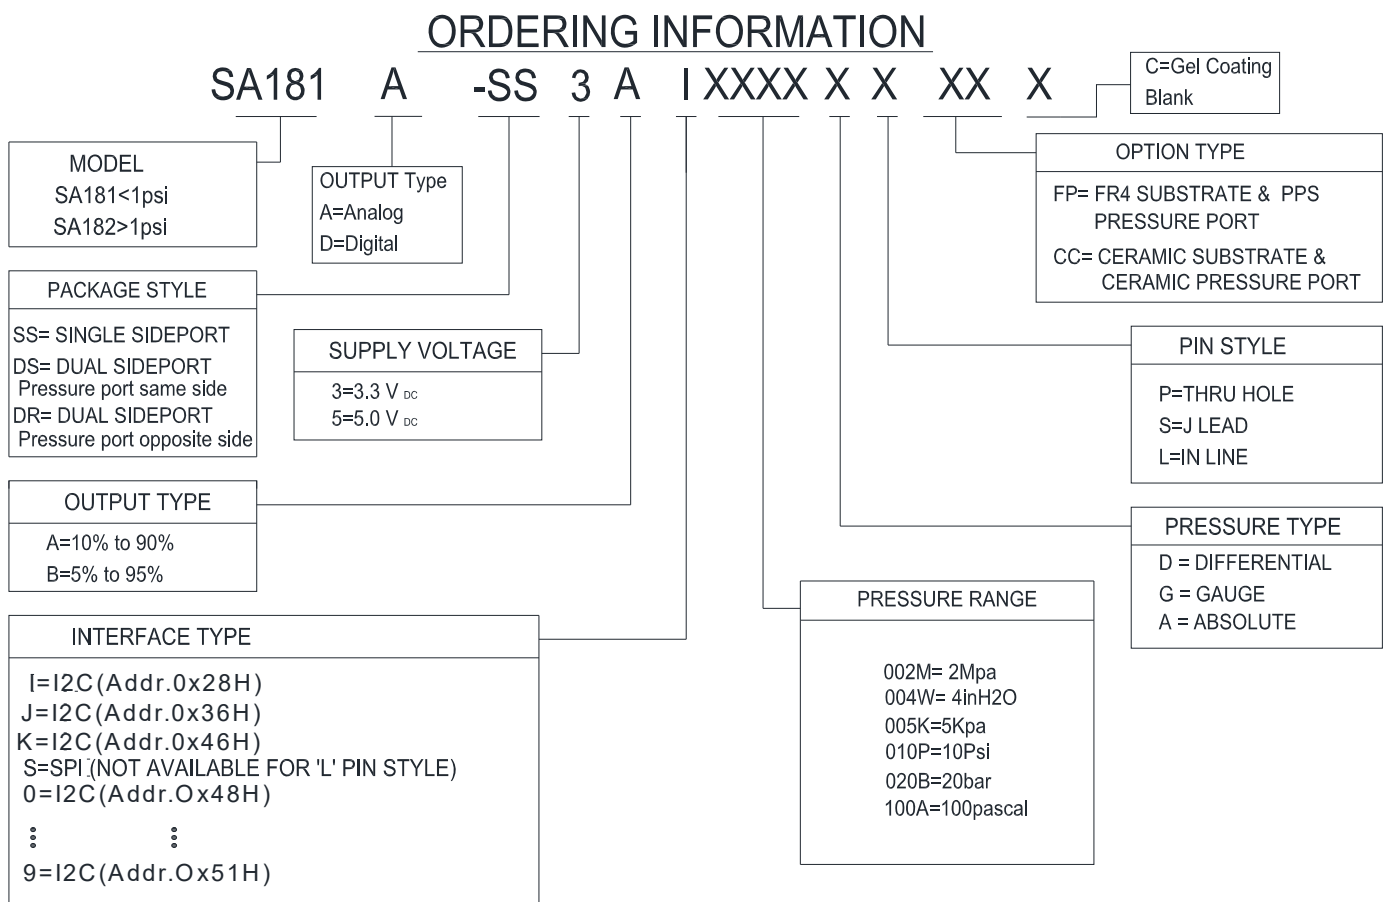 ORDERING INFORMATION
SA181 A -SS 3 A I XXXX X X XX X
C=Gel Coating
Blank
MODEL
SA181<1psi
SA182>1psi
OUTPUT Type
A=Analog
D=Digital
OPTION TYPE
FP= FR4 SUBSTRATE & PPS
PRESSURE PORT
CC= CERAMIC SUBSTRATE &
CERAMIC PRESSURE PORT
PACKAGE STYLE
SS= SINGLE SIDEPORT
DS= DUAL SIDEPORT
Pressure port same side
DR= DUAL SIDEPORT
Pressure port opposite side
SUPPLY VOLTAGE
3=3.3 V DC
5=5.0 V DC
PIN STYLE
P=THRU HOLE
S=J LEAD
L=IN LINE
OUTPUT TYPE
A=10% to 90%
B=5% to 95%
PRESSURE TYPE
D = DIFFERENTIAL
G = GAUGE
A = ABSOLUTE
PRESSURE RANGE
002M= 2Mpa
004W= 4inH2O
005K=5Kpa
010P=10Psi
020B=20bar
100A=100pascal
INTERFACE TYPE
I=I2C(Addr.0x28H)
J=I2C(Addr.0x36H)
K=I2C(Addr.0x46H)
S=SPI (NOT AVAILABLE FOR 'L' PIN STYLE)
0=I2C(Addr.Ox48H)
⋮ ⋮
9=I2C(Addr.Ox51H)